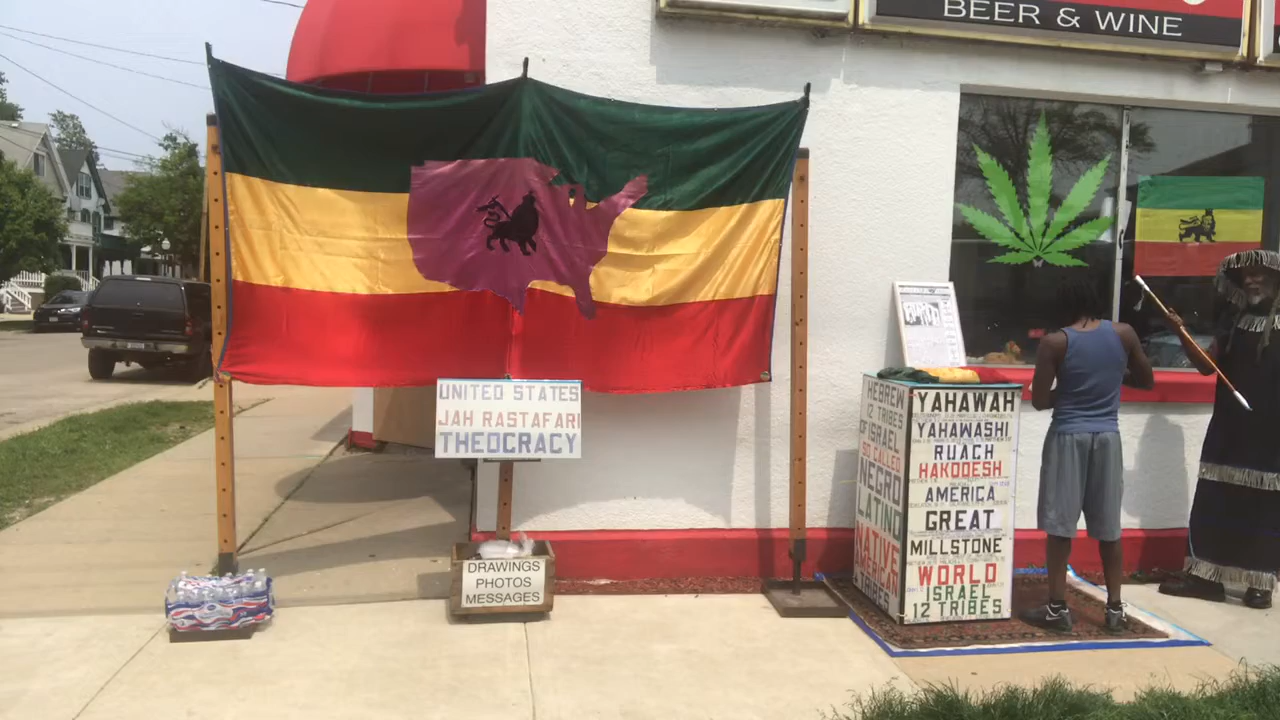 BEER & WINE
UNITED STATES
JAH RASTAFARI
THEOCRACY
DRAWINGS
PHOTOS
MESSAGES
HEBREW
12 TRIBES
OF ISRAEL
SO CALLED
NEGRO
LATINO
NATIVE
AMERICAN
TRIBES
YAHAWAH
YAHAWASHI
RUACH
HAKODESH
AMERICA
GREAT
MILLSTONE
WORLD
ISRAEL
12 TRIBES